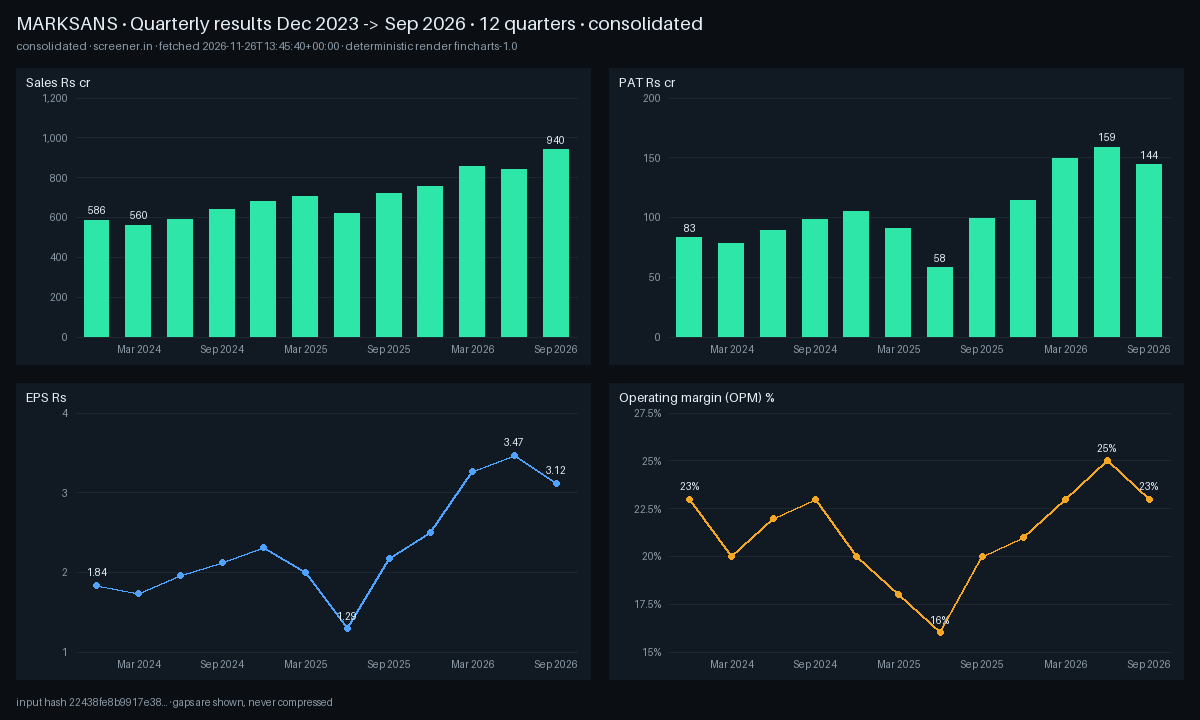 MARKSANS · Quarterly results Dec 2023 -> Sep 2026 · 12 quarters · consolidated
consolidated · screener.in · fetched 2026-11-26T13:45:40+00:00 · deterministic render fincharts-1.0
Sales Rs cr
1,200
1,000
800
600
400
200
0
586
560
940
Mar 2024
Sep 2024
Mar 2025
Sep 2025
Mar 2026
Sep 2026
PAT Rs cr
200
150
100
50
0
83
58
159
144
Mar 2024
Sep 2024
Mar 2025
Sep 2025
Mar 2026
Sep 2026
EPS Rs
4
3
2
1
1.84
1.29
3.47
3.12
Mar 2024
Sep 2024
Mar 2025
Sep 2025
Mar 2026
Sep 2026
Operating margin (OPM) %
27.5%
25%
22.5%
20%
17.5%
15%
23%
16%
25%
23%
Mar 2024
Sep 2024
Mar 2025
Sep 2025
Mar 2026
Sep 2026
input hash 22438fe8b9917e38… · gaps are shown, never compressed